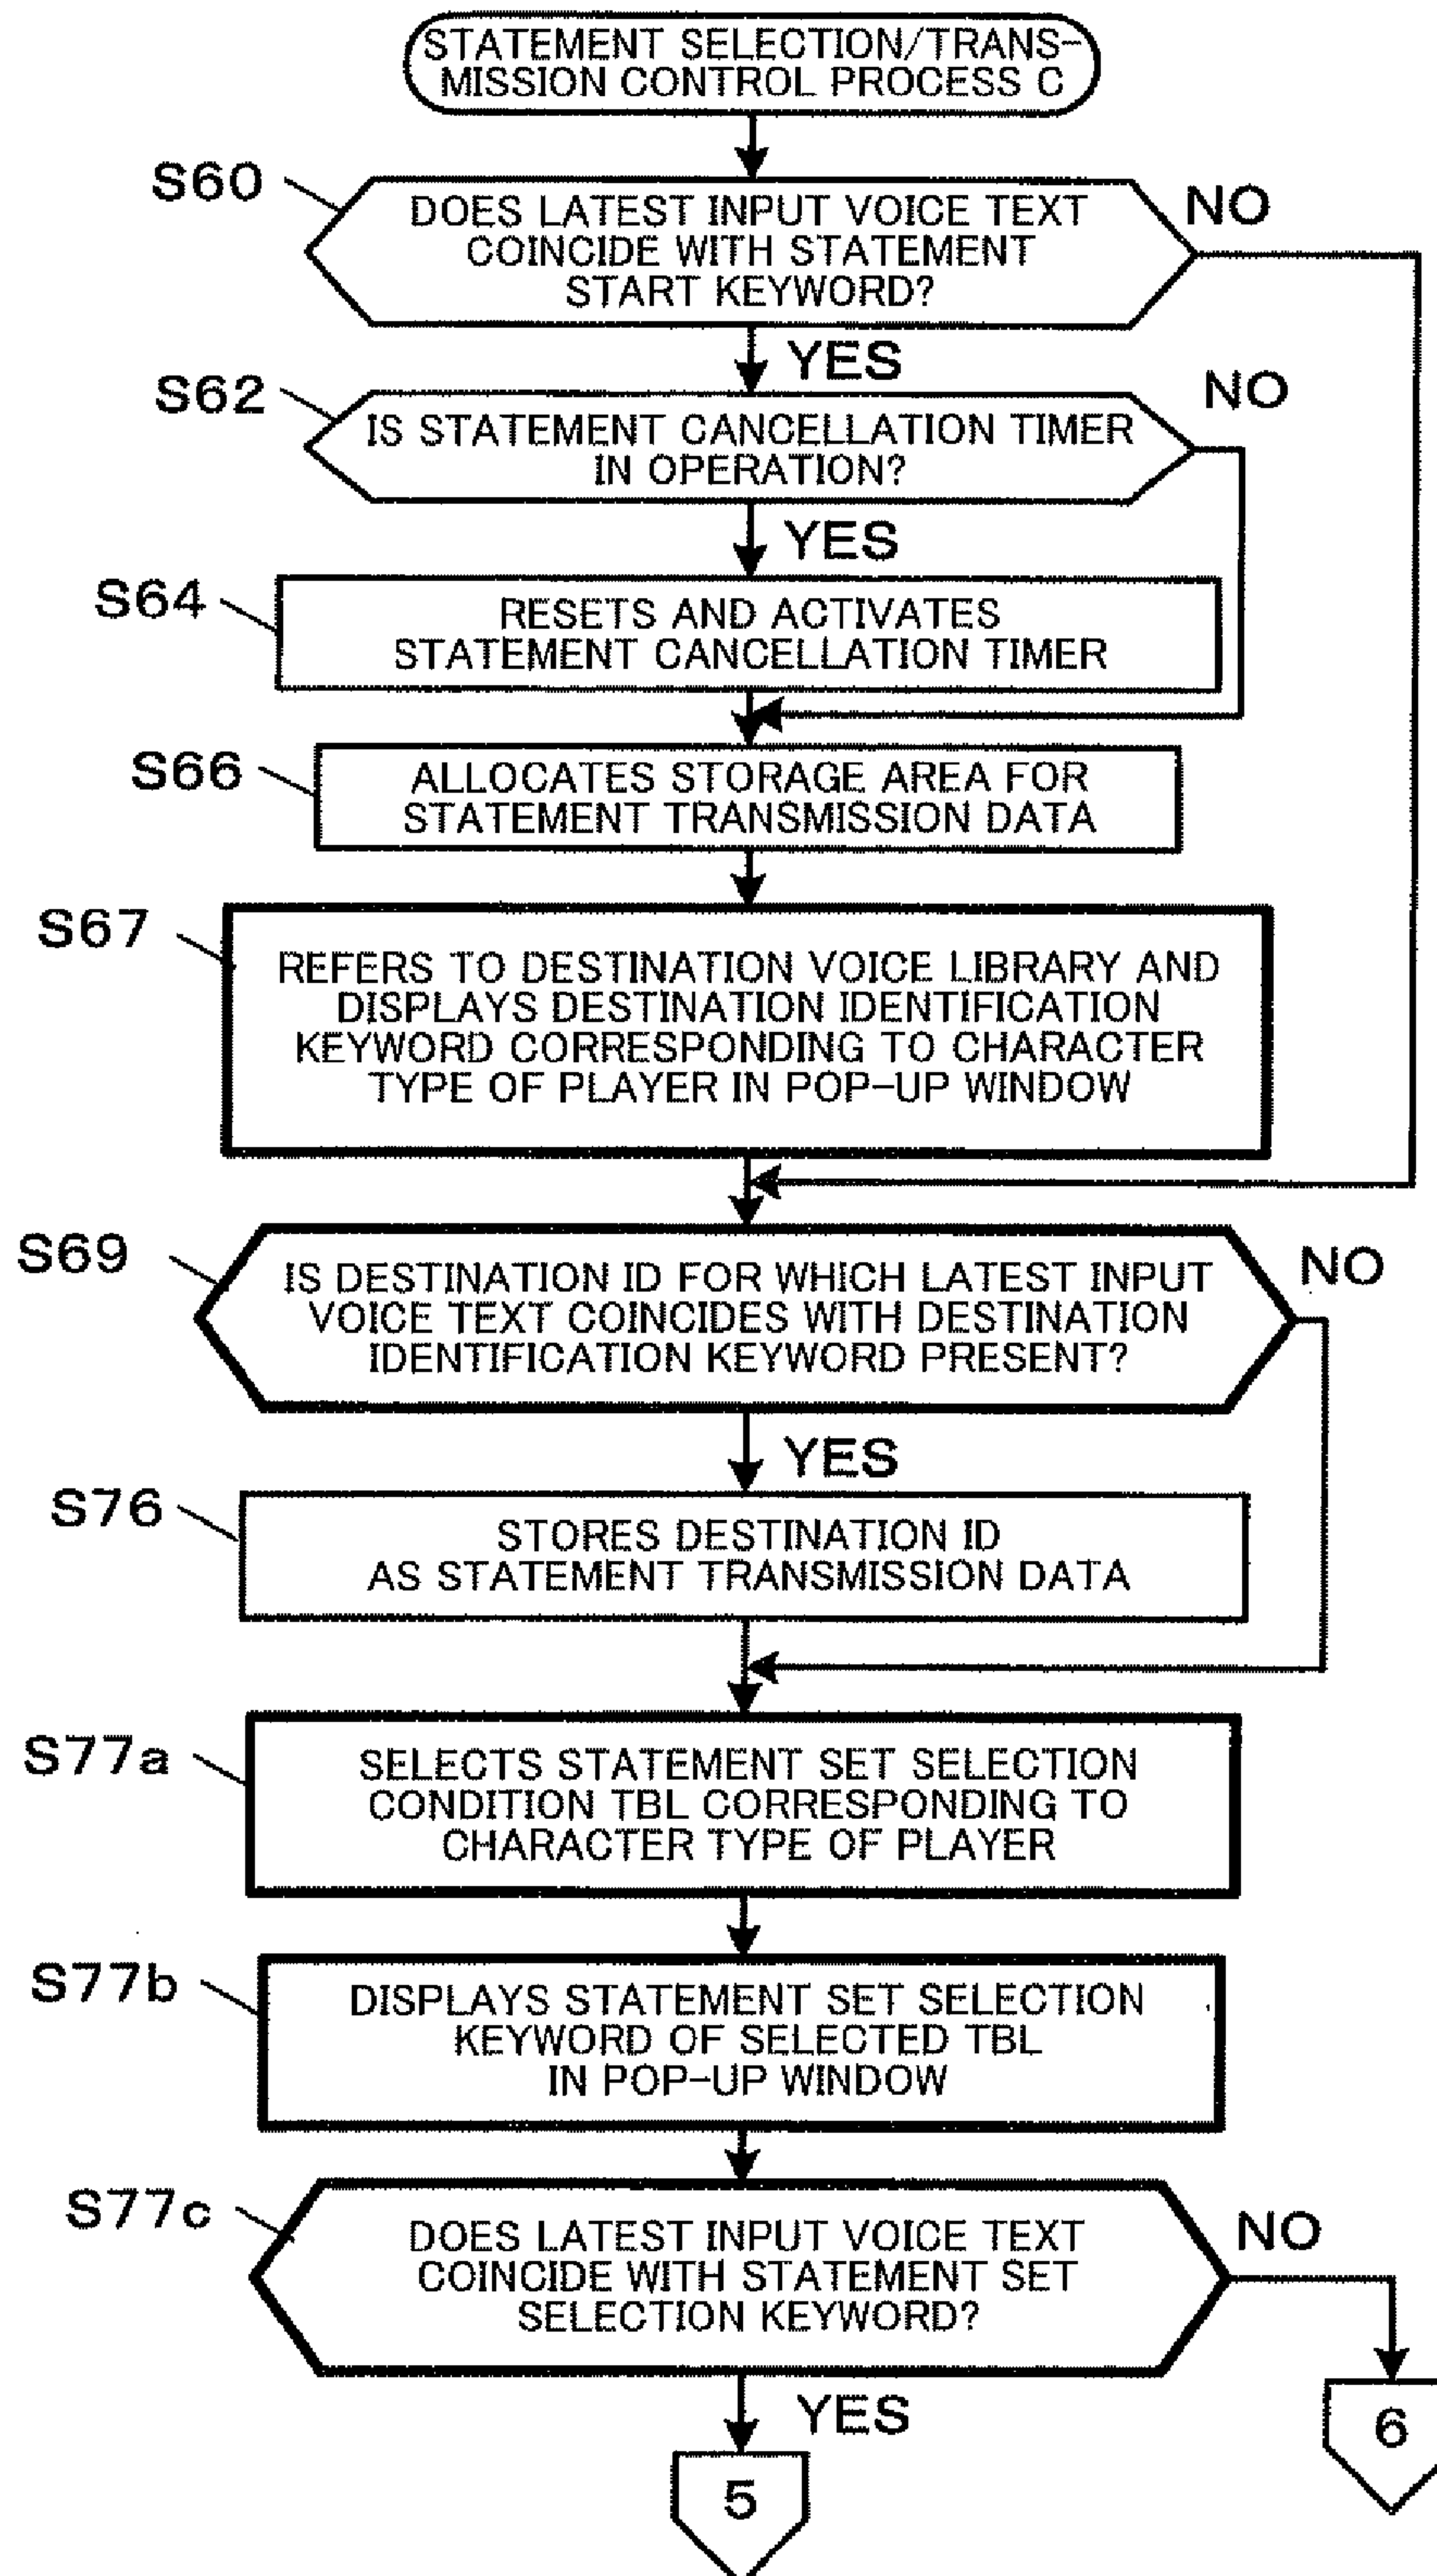 STATEMENT SELECTION/TRANS-
MISSION CONTROL PROCESS C
S60
DOES LATEST INPUT VOICE TEXT
COINCIDE WITH STATEMENT
START KEYWORD?
NO
YES
S62
IS STATEMENT CANCELLATION TIMER
IN OPERATION?
NO
YES
S64
RESETS AND ACTIVATES
STATEMENT CANCELLATION TIMER
S66
ALLOCATES STORAGE AREA FOR
STATEMENT TRANSMISSION DATA
S67
REFERS TO DESTINATION VOICE LIBRARY AND
DISPLAYS DESTINATION IDENTIFICATION
KEYWORD CORRESPONDING TO CHARACTER
TYPE OF PLAYER IN POP-UP WINDOW
S69
IS DESTINATION ID FOR WHICH LATEST INPUT
VOICE TEXT COINCIDES WITH DESTINATION
IDENTIFICATION KEYWORD PRESENT?
NO
YES
S76
STORES DESTINATION ID
AS STATEMENT TRANSMISSION DATA
S77a
SELECTS STATEMENT SET SELECTION
CONDITION TBL CORRESPONDING TO
CHARACTER TYPE OF PLAYER
S77b
DISPLAYS STATEMENT SET SELECTION
KEYWORD OF SELECTED TBL
IN POP-UP WINDOW
S77c
DOES LATEST INPUT VOICE TEXT
COINCIDE WITH STATEMENT SET
SELECTION KEYWORD?
NO
YES
6
5